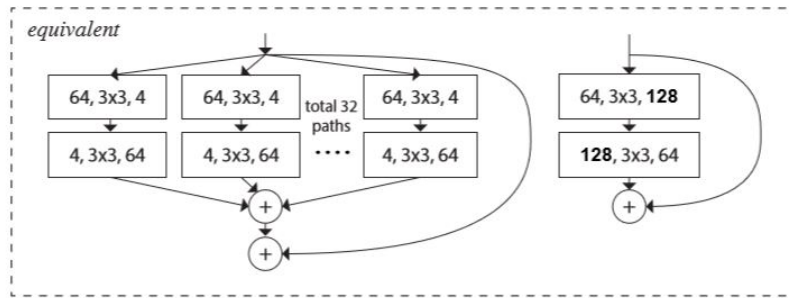 equivalent
64, 3x3, 4
64, 3x3, 4
total 32
paths
64, 3x3, 4
64, 3x3, 128
4, 3x3, 64
4, 3x3, 64
....
4, 3x3, 64
128, 3x3, 64
+
+
+